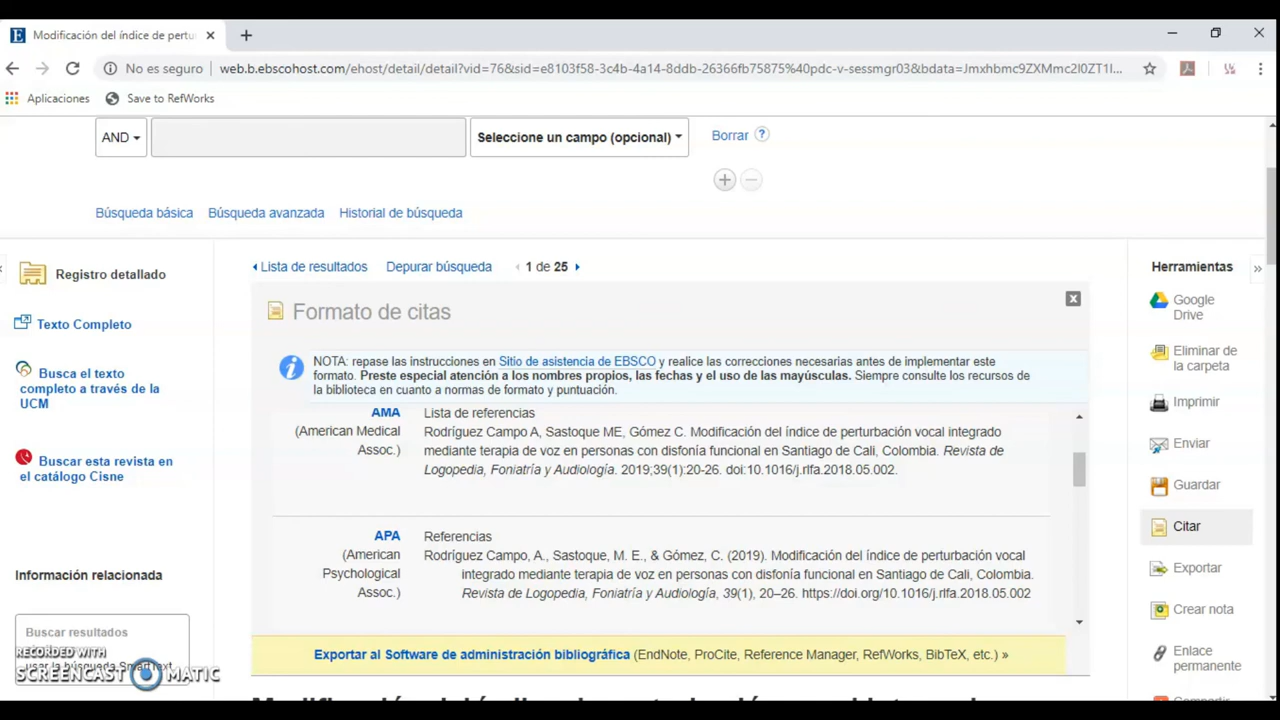 Modificación del índice de pertu
No es seguro
web.b.ebscohost.com/ehost/detail/detail?vid=76&sid=e8103f58-3c4b-4a14-8ddb-26366fb75875%40pdc-v-sessmgr03&bdata=Jmxhbmc9ZXMmc2l0ZT1l...
Aplicaciones
Save to RefWorks
AND
Seleccione un campo (opcional)
Borrar
Búsqueda básica
Búsqueda avanzada
Historial de búsqueda
Registro detallado
Texto Completo
Busca el texto
completo a través de la
UCM
Buscar esta revista en
el catálogo Cisne
Información relacionada
Buscar resultados
usar la búsqueda SmartText
RECORDED WITH
SCREENCAST MATIC
Lista de resultados
Depurar búsqueda
1 de 25
Formato de citas
NOTA: repase las instrucciones en Sitio de asistencia de EBSCO y realice las correcciones necesarias antes de implementar este
formato. Preste especial atención a los nombres propios, las fechas y el uso de las mayúsculas. Siempre consulte los recursos de
la biblioteca en cuanto a normas de formato y puntuación.
AMA
(American Medical
Assoc.)
Lista de referencias
Rodríguez Campo A, Sastoque ME, Gómez C. Modificación del índice de perturbación vocal integrado
mediante terapia de voz en personas con disfonía funcional en Santiago de Cali, Colombia. Revista de
Logopedia, Foniatría y Audiología. 2019;39(1):20-26. doi:10.1016/j.rlfa.2018.05.002.
APA
(American
Psychological
Assoc.)
Referencias
Rodríguez Campo, A., Sastoque, M. E., & Gómez, C. (2019). Modificación del índice de perturbación vocal
integrado mediante terapia de voz en personas con disfonía funcional en Santiago de Cali, Colombia.
Revista de Logopedia, Foniatría y Audiología, 39(1), 20–26. https://doi.org/10.1016/j.rlfa.2018.05.002
Exportar al Software de administración bibliográfica (EndNote, ProCite, Reference Manager, RefWorks, BibTeX, etc.) »
Herramientas
Google
Drive
Eliminar de
la carpeta
Imprimir
Enviar
Guardar
Citar
Exportar
Crear nota
Enlace
permanente